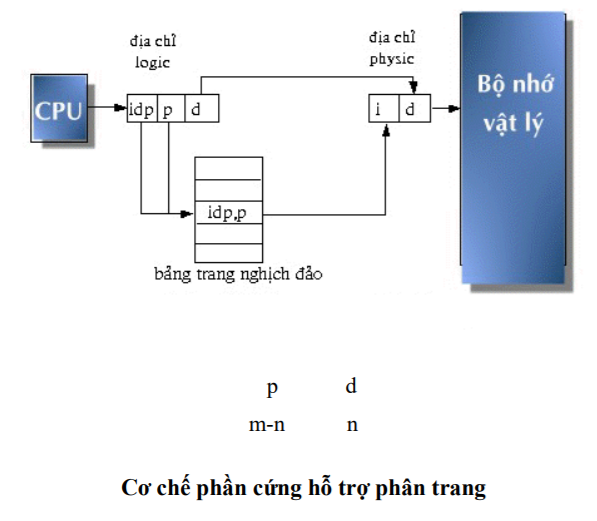 địa chỉ
logic
địa chỉ
physic
CPU
idp p d
i d
Bộ nhớ
vật lý
idp,p
bảng trang nghịch đảo
p d
m-n n
Cơ chế phần cứng hỗ trợ phân trang